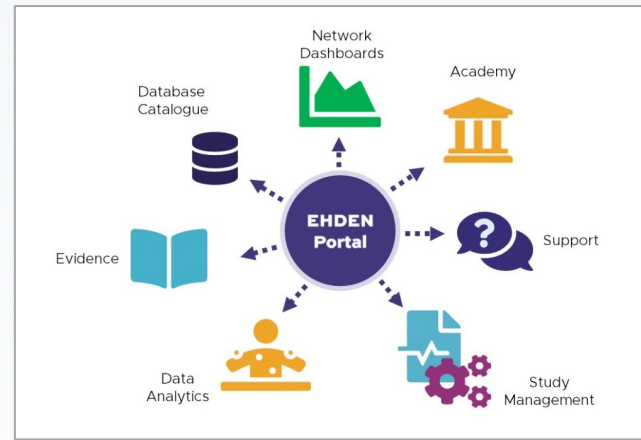 Network
Dashboards
Academy
Database
Catalogue
EHDEN
Portal
?
Support
Evidence
Data
Analytics
Study
Management